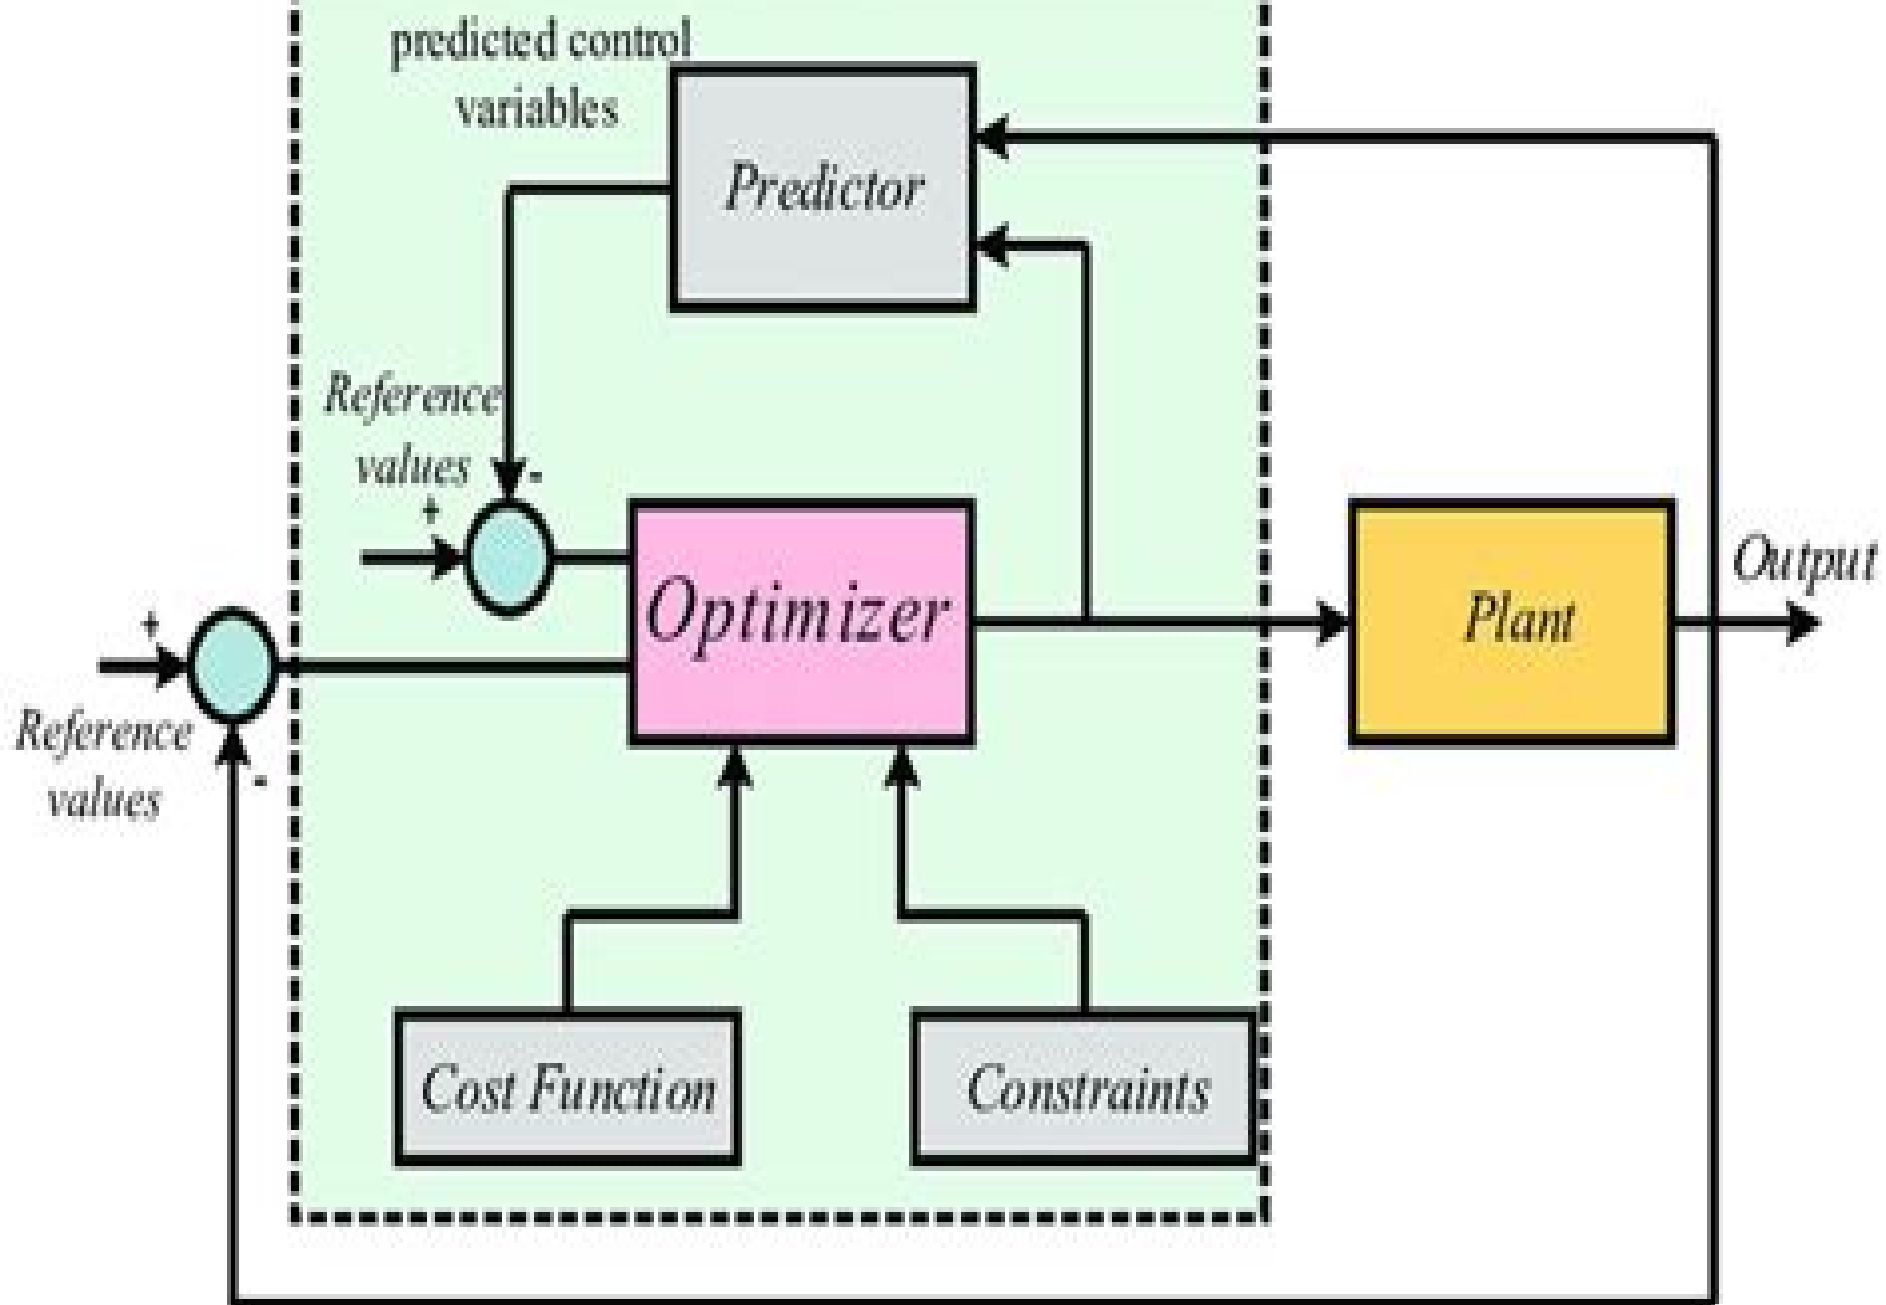 predicted control
variables
Predictor
Reference
values
-
+
Optimizer
Plant
Output
+
Reference
values
-
Cost Function
Constraints